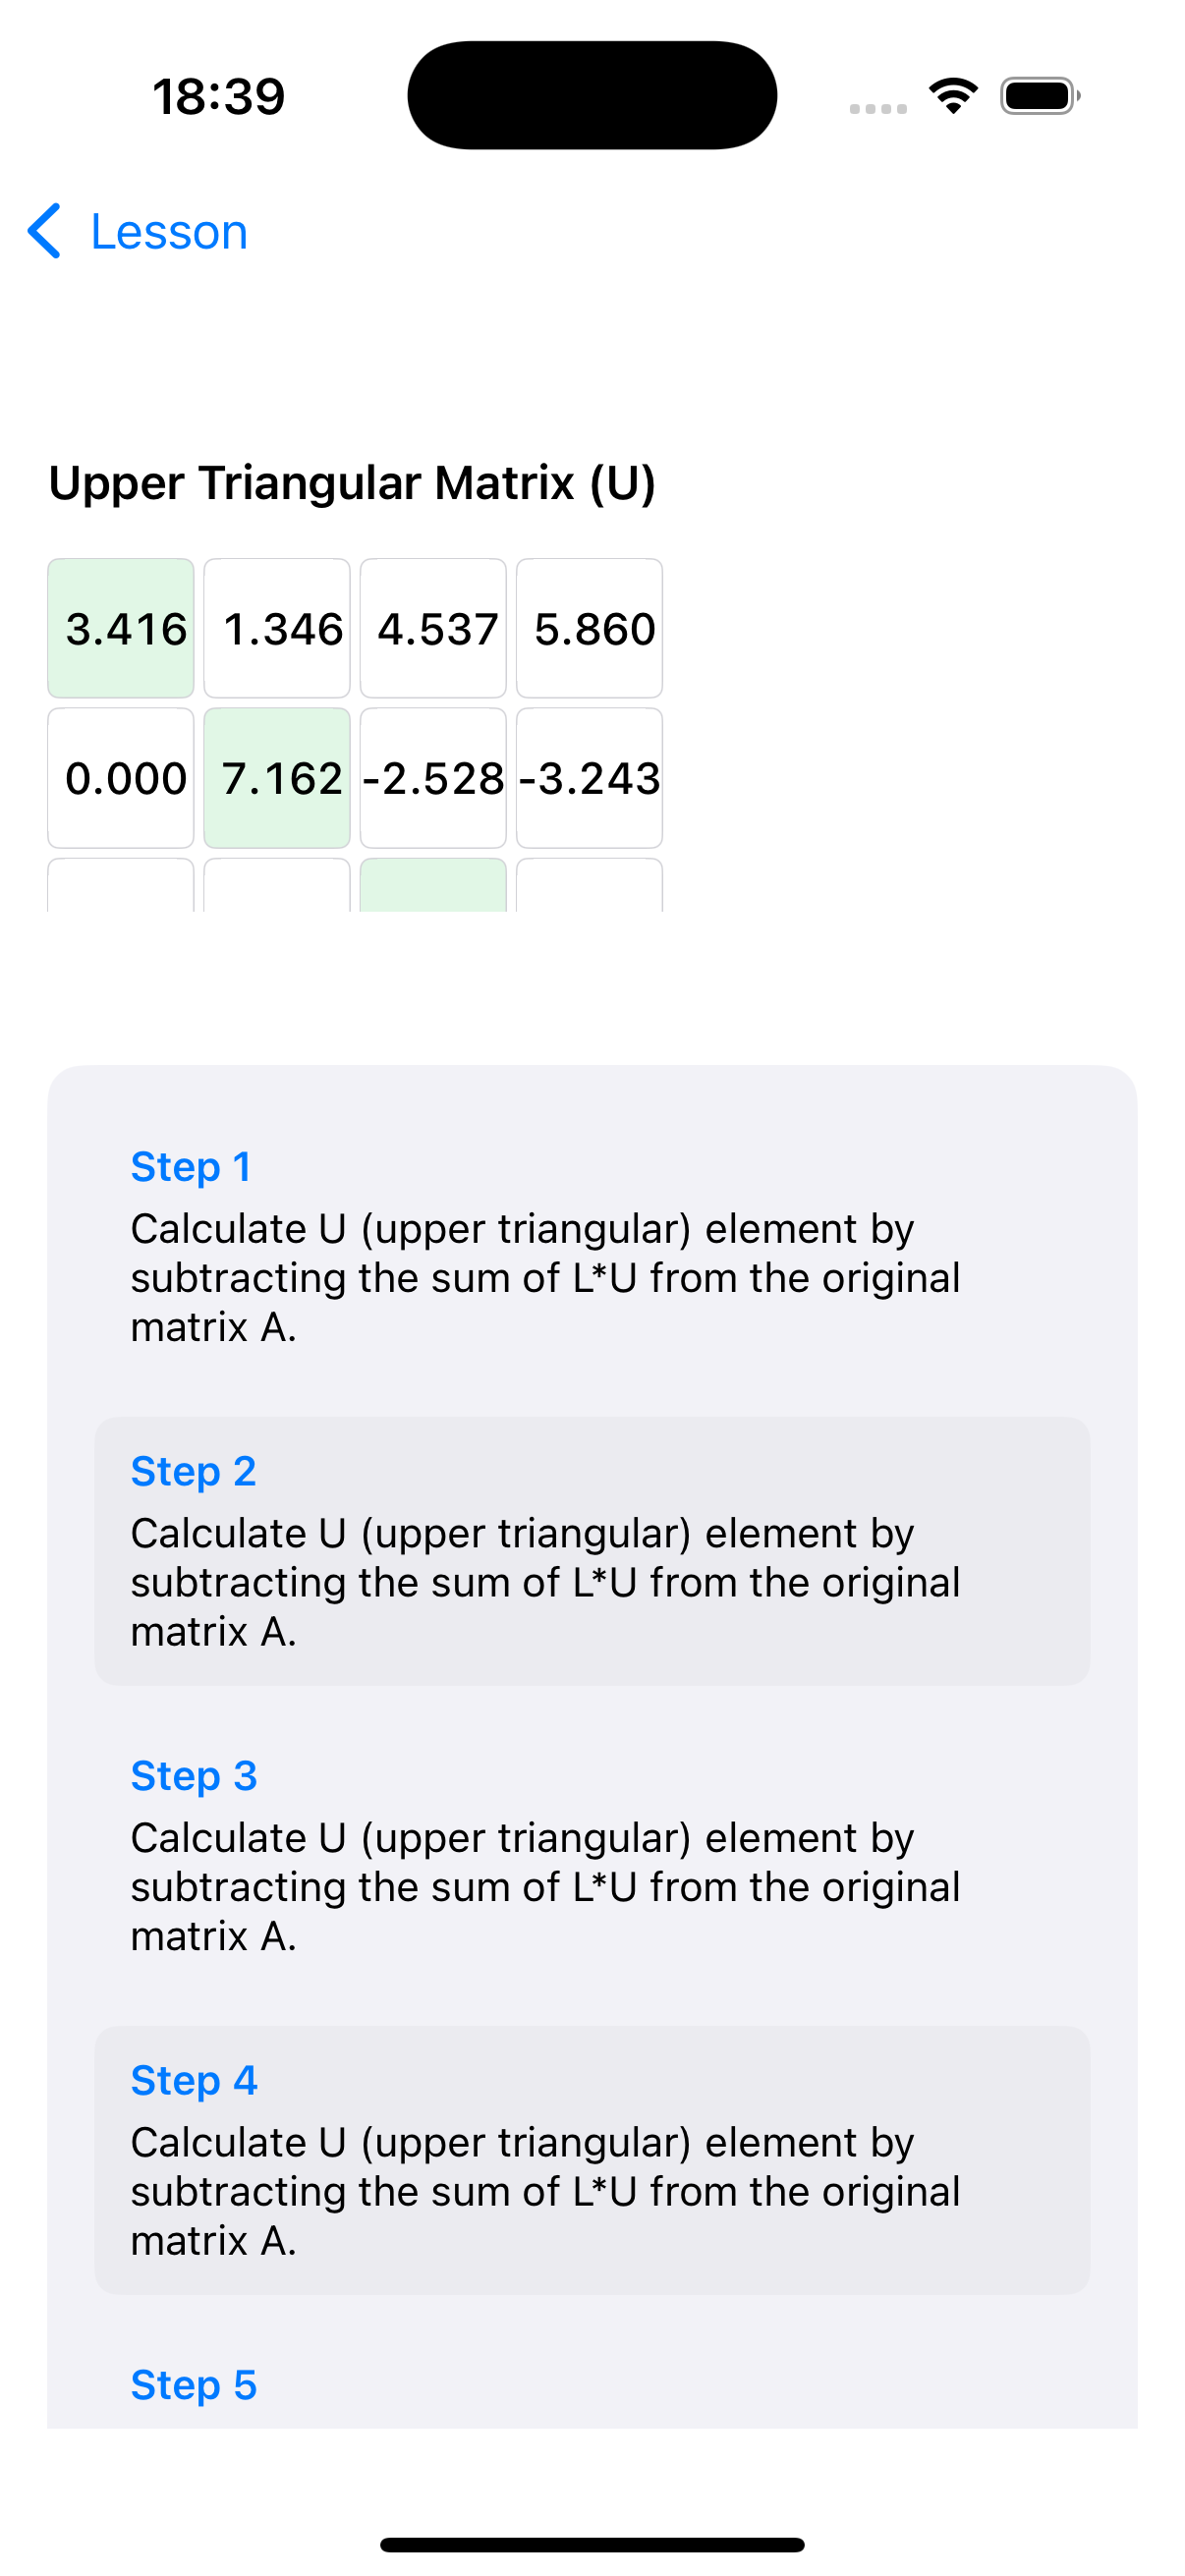 18:39
Lesson
Upper Triangular Matrix (U)
3.416 1.346 4.537 5.860
0.000 7.162 -2.528 -3.243
Step 1
Calculate U (upper triangular) element by
subtracting the sum of L*U from the original
matrix A.
Step 2
Calculate U (upper triangular) element by
subtracting the sum of L*U from the original
matrix A.
Step 3
Calculate U (upper triangular) element by
subtracting the sum of L*U from the original
matrix A.
Step 4
Calculate U (upper triangular) element by
subtracting the sum of L*U from the original
matrix A.
Step 5